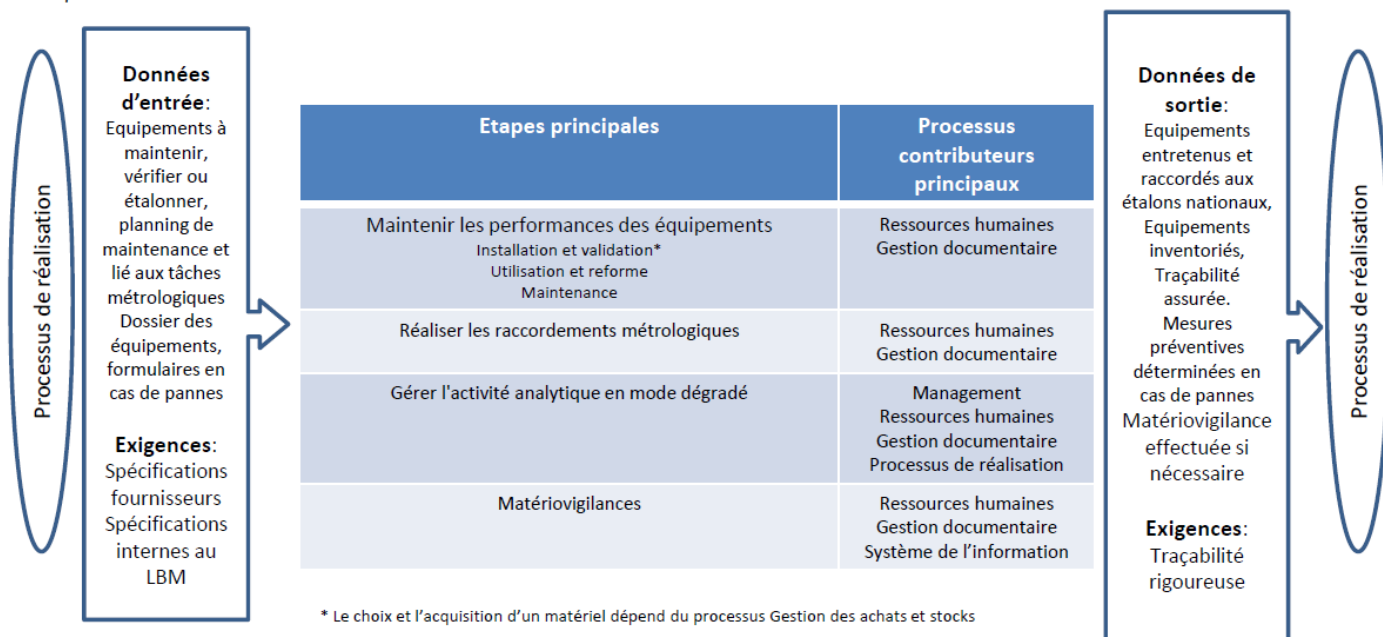 Processus de réalisation
Données
d'entrée:
Equipements à
maintenir,
vérifier ou
étalonner,
planning de
maintenance et
lié aux tâches
métrologiques
Dossier des
équipements,
formulaires en
cas de pannes
Exigences:
Spécifications
fournisseurs
Spécifications
internes au
LBM
Etapes principales
Processus
contributeurs
principaux
Maintenir les performances des équipements
Installation et validation*
Utilisation et reforme
Maintenance
Ressources humaines
Gestion documentaire
Réaliser les raccordements métrologiques
Ressources humaines
Gestion documentaire
Gérer l'activité analytique en mode dégradé
Management
Ressources humaines
Gestion documentaire
Processus de réalisation
Matériovigilances
Ressources humaines
Gestion documentaire
Système de l'information
* Le choix et l'acquisition d'un matériel dépend du processus Gestion des achats et stocks
Données de
sortie:
Equipements
entretenus et
raccordés aux
étalons nationaux,
Equipements
inventoriés,
Traçabilité
assurée.
Mesures
préventives
déterminées en
cas de pannes
Matériovigilance
effectuée si
nécessaire
Exigences:
Traçabilité
rigoureuse
Processus de réalisation